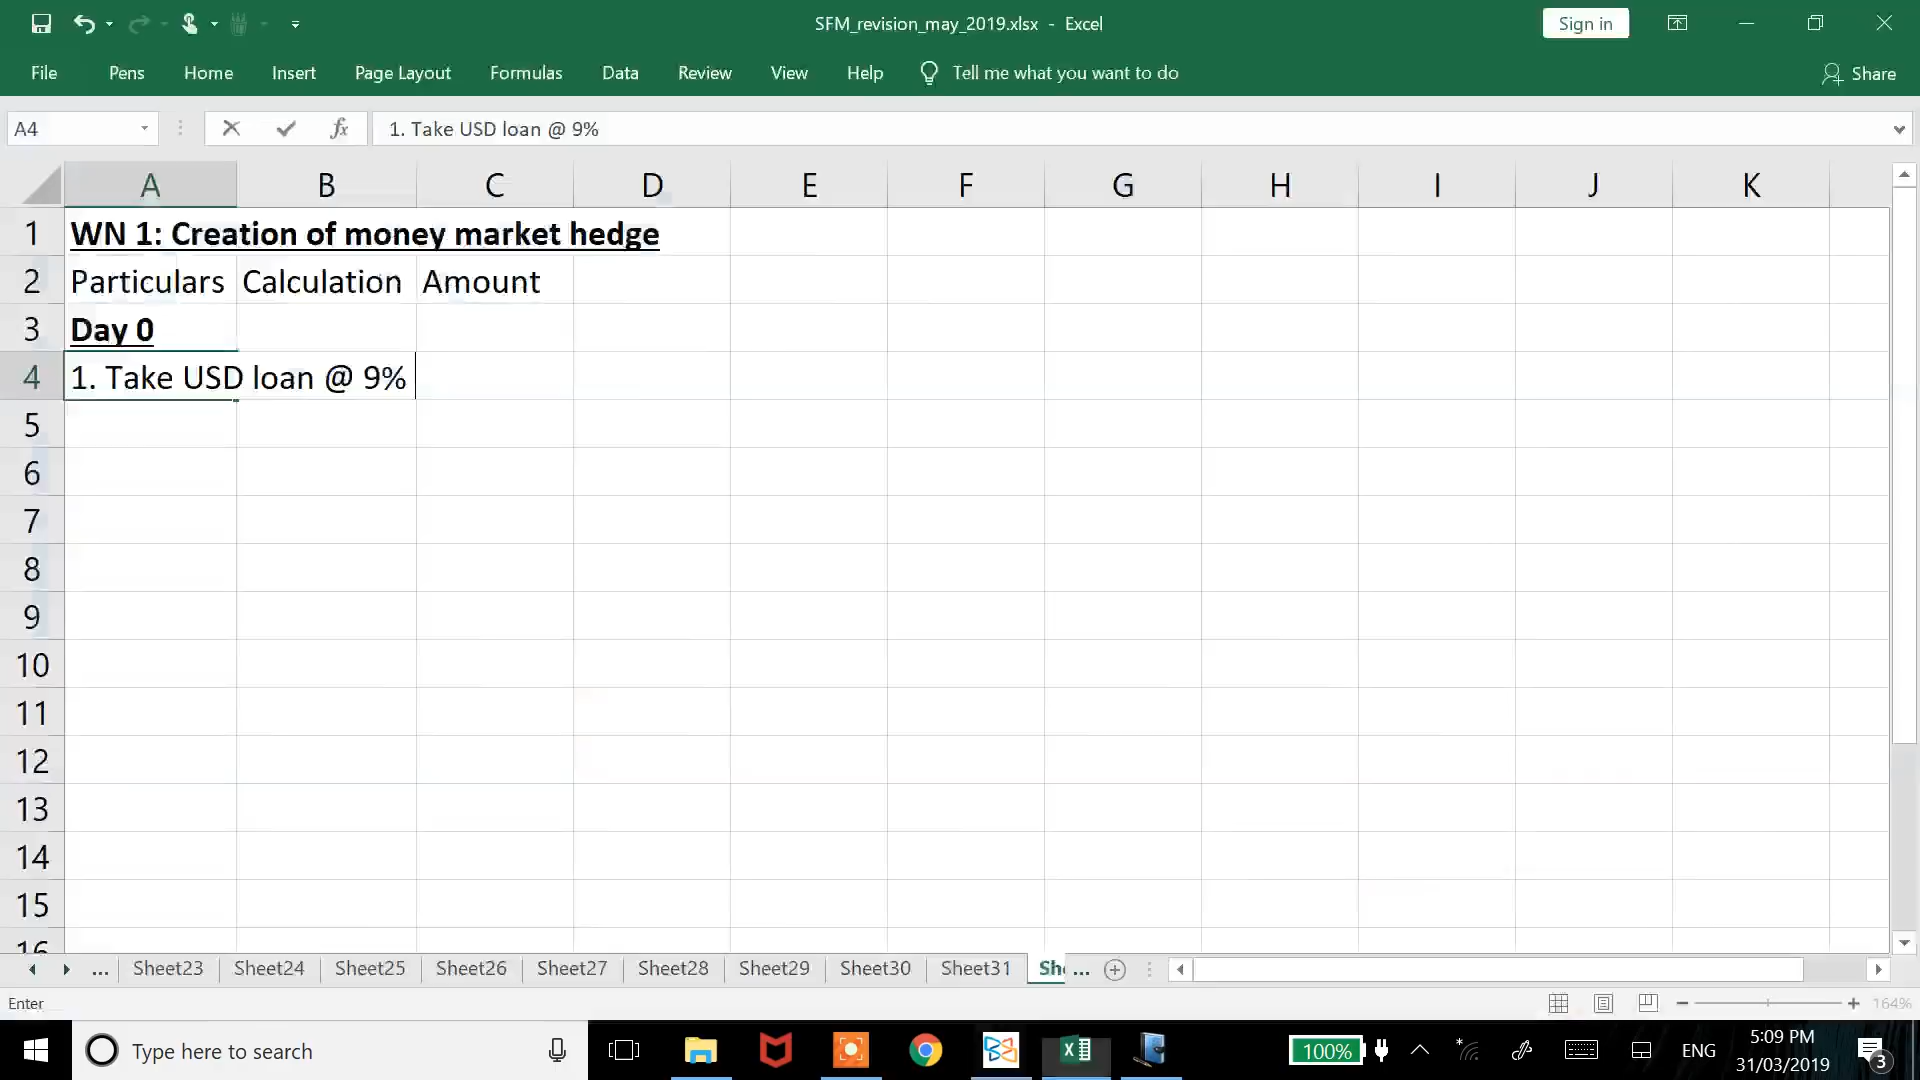 SFM_revision_may_2019.xlsx - Excel
Sign in
File Pens Home Insert Page Layout Formulas Data Review View Help Tell me what you want to do Share
A4 fx 1. Take USD loan @ 9%
A B C D E F G H I J K
1 WN 1: Creation of money market hedge
2 Particulars Calculation Amount
3 Day 0
4 1. Take USD loan @ 9%
5
6
7
8
9
10
11
12
13
14
15
16
... Sheet23 Sheet24 Sheet25 Sheet26 Sheet27 Sheet28 Sheet29 Sheet30 Sheet31 She ...
Enter 164%
Type here to search 100% ENG 5:09 PM
31/03/2019 3